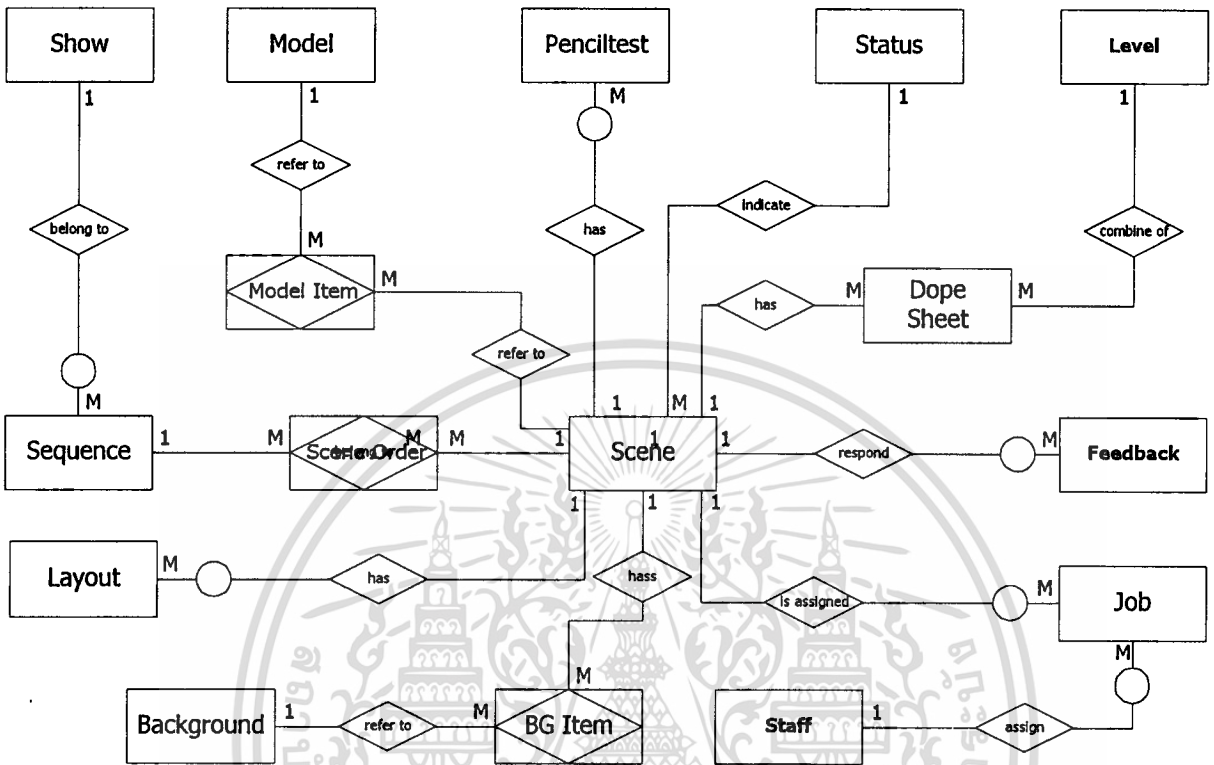 Show
Model
Penciltest
Status
Level
1
1
M
1
1
refer to
indicate
belong to
has
combine of
M
Model Item
M
has
M
Dope
Sheet
M
refer to
M
1
M
1
Sequence
1
M
Scene Order
M
M
1
Scene
1
1
respond
M
Feedback
1
1
1
Layout
M
has
hass
is assigned
M
Job
M
M
Background
1
refer to
M
BG Item
Staff
1
assign